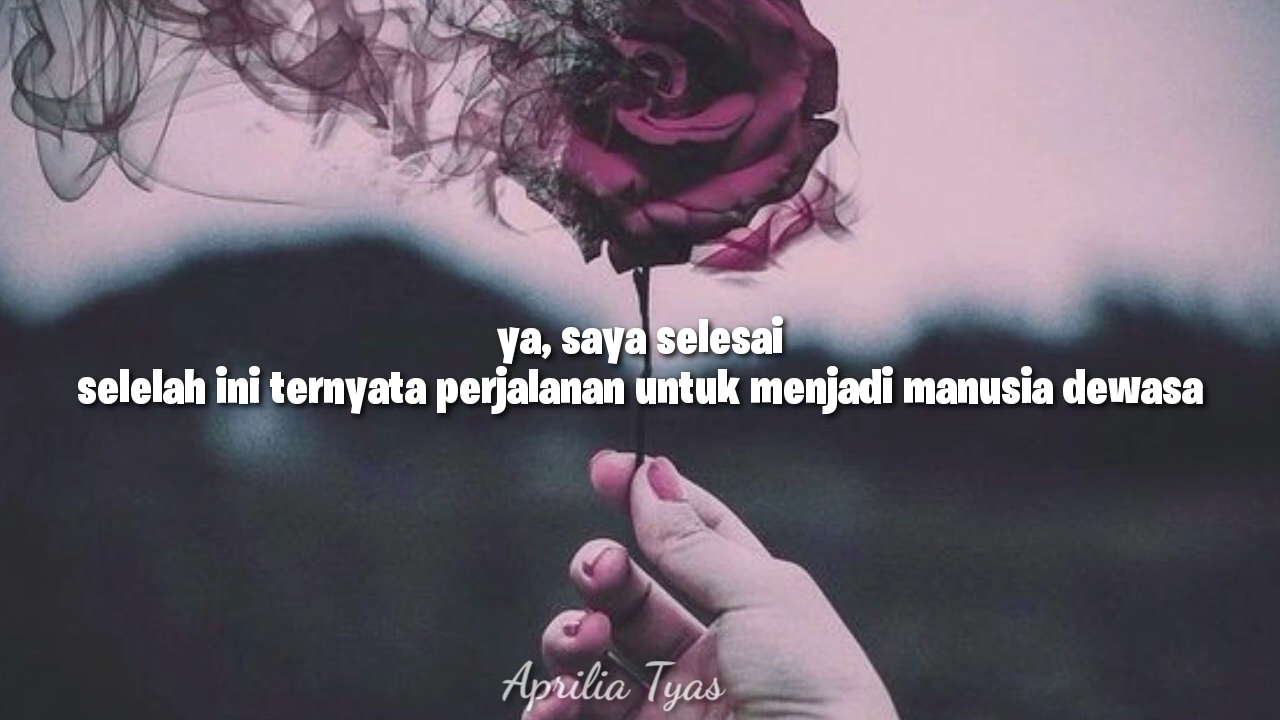 ya, saya selesai
selelah ini ternyata perjalanan untuk menjadi manusia dewasa
Aprilia Tyas